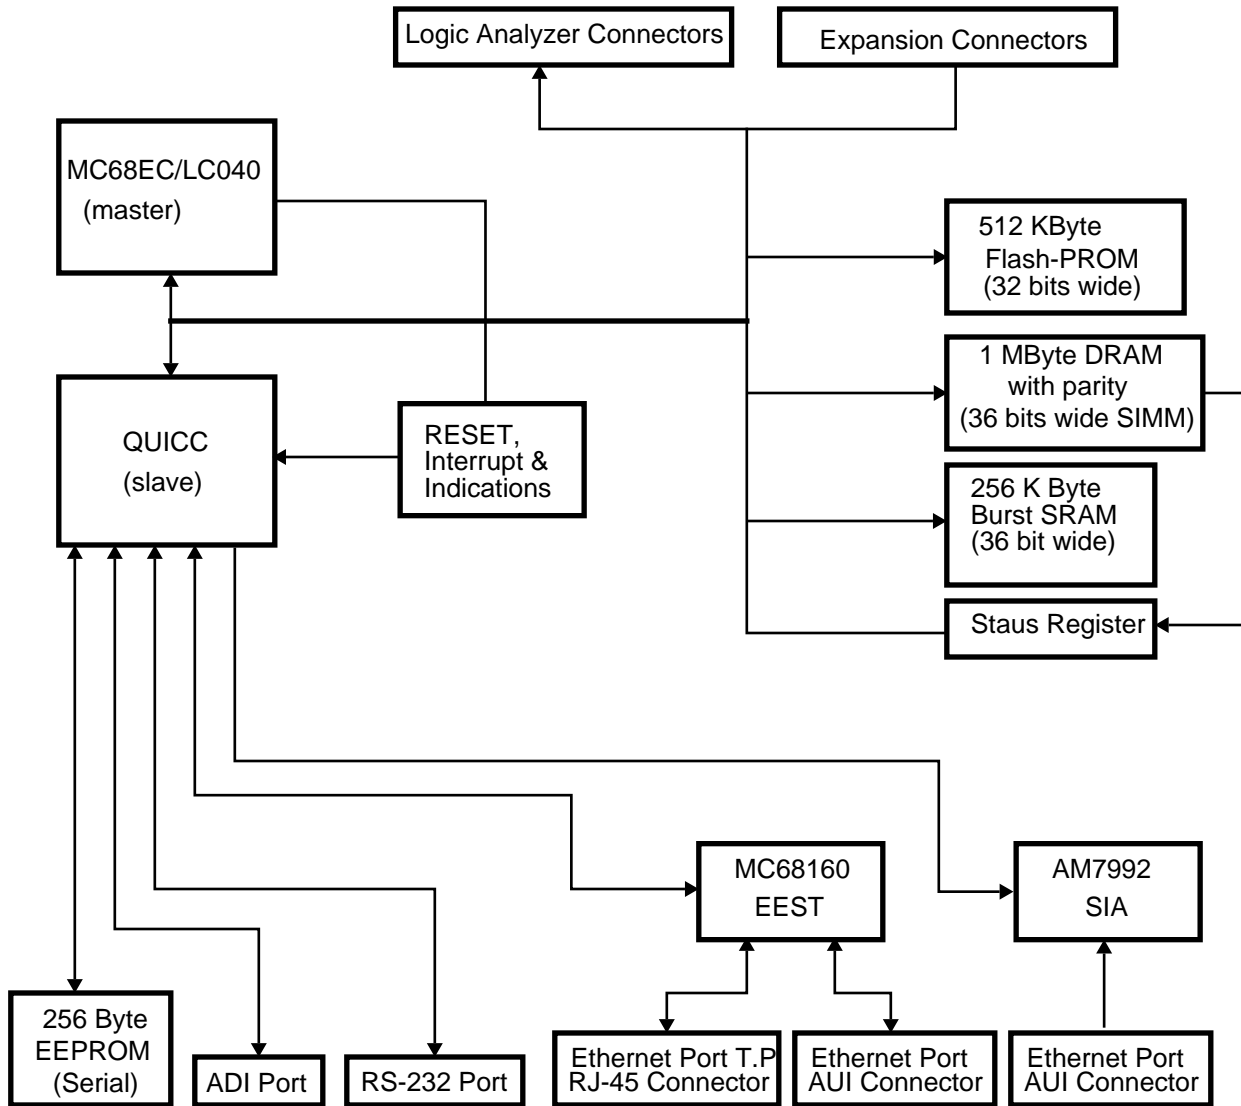 Logic Analyzer Connectors
Expansion Connectors
MC68EC/LC040
(master)
512 KByte
Flash-PROM
(32 bits wide)
1 MByte DRAM
with parity
(36 bits wide SIMM)
QUICC
(slave)
RESET,
Interrupt &
Indications
256 K Byte
Burst SRAM
(36 bit wide)
Staus Register
MC68160
EEST
AM7992
SIA
256 Byte
EEPROM
(Serial)
ADI Port
RS-232 Port
Ethernet Port T.P
RJ-45 Connector
Ethernet Port
AUI Connector
Ethernet Port
AUI Connector